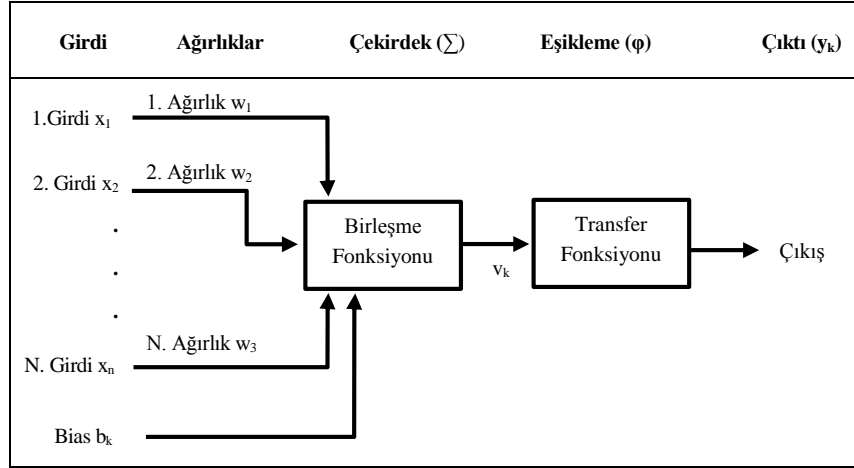 Girdi Ağırlıklar Çekirdek (∑) Eşikleme (φ) Çıktı (yₖ)
1. Ağırlık w₁
1.Girdi x₁
2. Girdi x₂ 2. Ağırlık w₂
.
.
.
Birleşme
Fonksiyonu
vₖ
Transfer
Fonksiyonu
Çıkış
N. Ağırlık w₃
N. Girdi xₙ
Bias bₖ